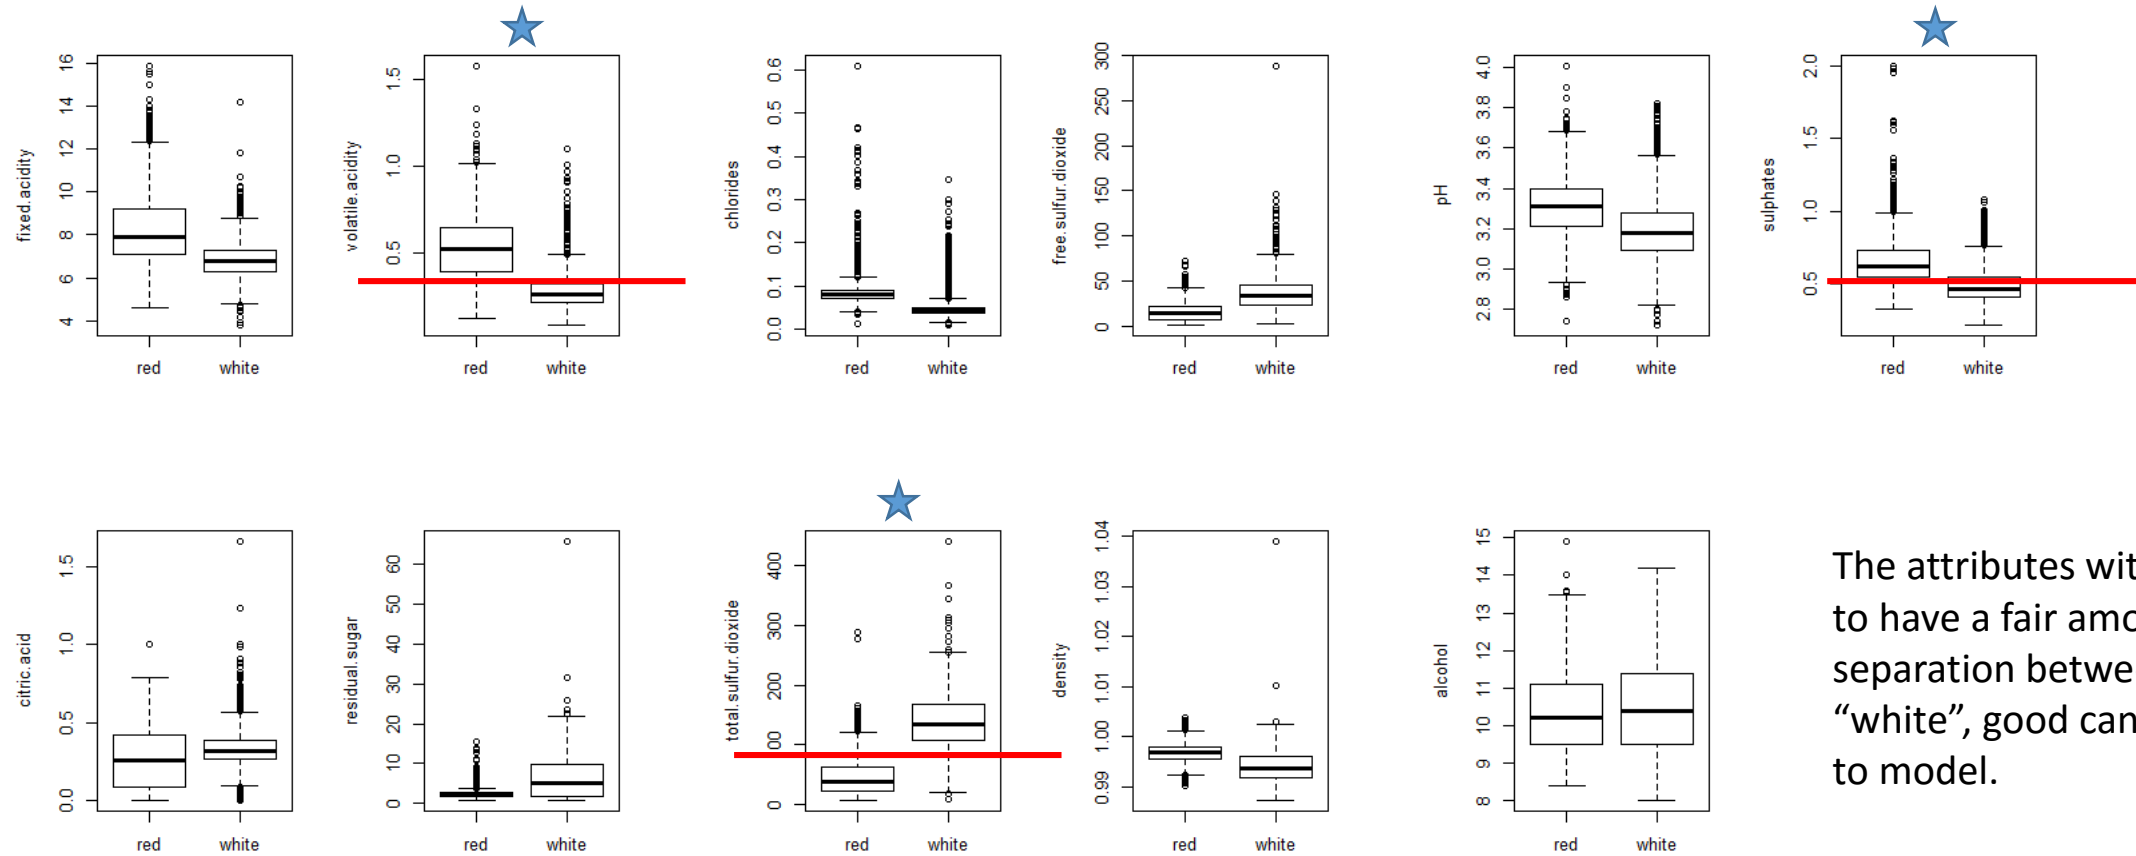 fixed.acidity
4 6 8 10 12 14 16
red white
volatile.acidity
0.5 1.0 1.5
red white
chlorides
0.0 0.1 0.2 0.3 0.4 0.5 0.6
red white
free.sulfur.dioxide
0 50 100 150 200 250 300
red white
pH
2.8 3.0 3.2 3.4 3.6 3.8 4.0
red white
sulphates
0.5 1.0 1.5 2.0
red white
citric.acid
0.0 0.5 1.0 1.5
red white
residual.sugar
0 10 20 30 40 50 60
red white
total.sulfur.dioxide
0 00 200 300 400
red white
density
0.99 1.00 1.01 1.02 1.03 1.04
red white
alcohol
8 9 10 11 12 13 14 15
red white
The attributes wit
to have a fair amo
separation betwe
“white”, good can
to model.